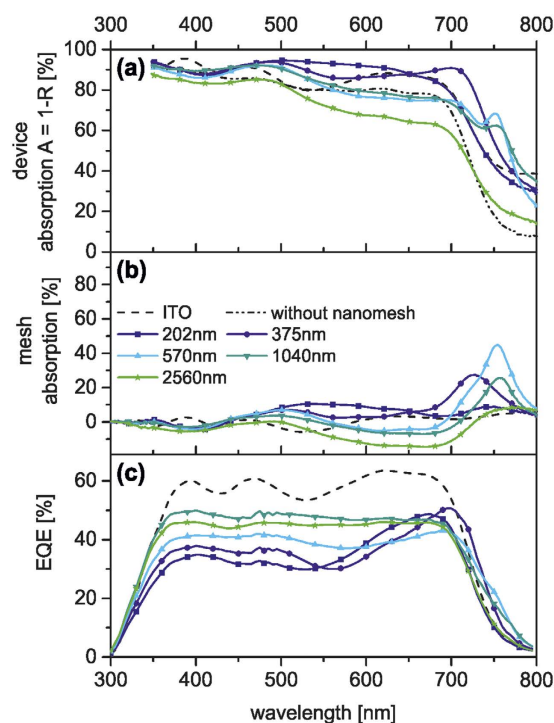 300 400 500 600 700 800
100
80
60
40
20
0
device
absorption A = 1-R [%]
(a)
80
60
40
20
0
mesh
absorption [%]
(b)
ITO without nanomesh
202nm 375nm
570nm 1040nm
2560nm
60
40
20
0
EQE [%]
(c)
300 400 500 600 700 800
wavelength [nm]